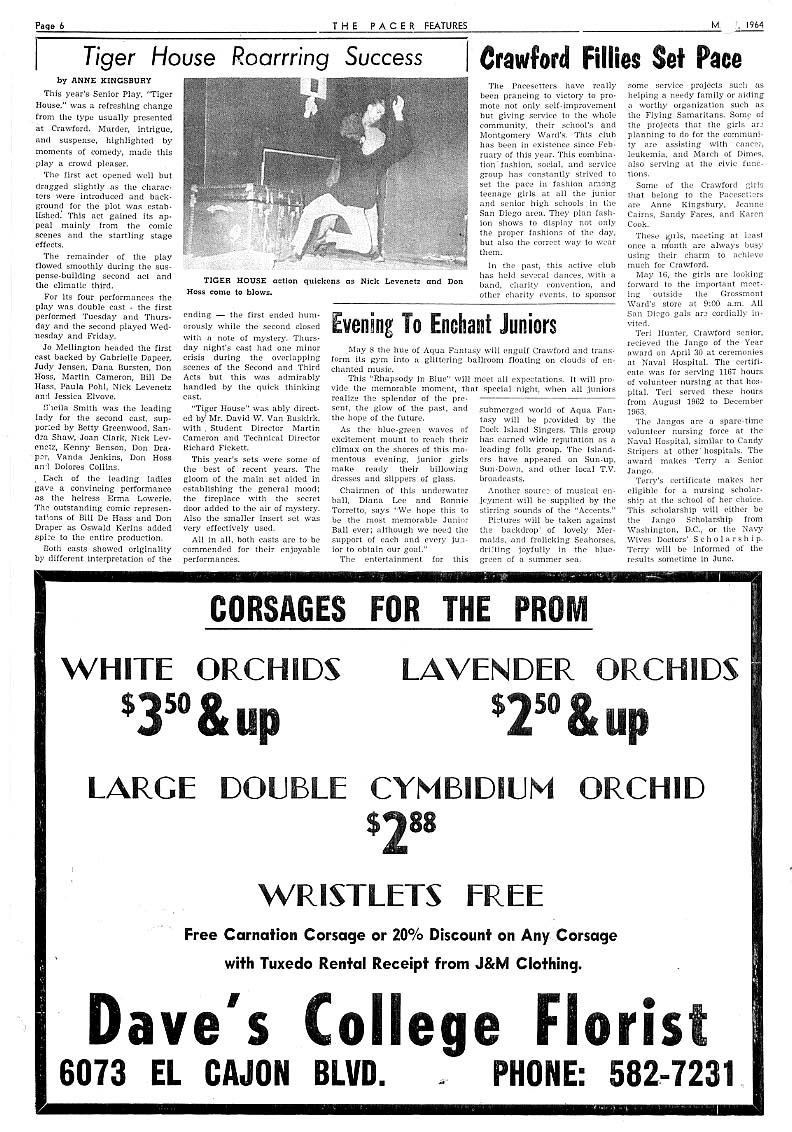 Page 6
THE PACER FEATURES
M , 1964
Tiger House Roarrring Success
by ANNE KINGSBURY
This year's Senior Play, "Tiger
House," was a refreshing change
from the type usually presented
at Crawford. Murder, intrigue,
and suspense, highlighted by
moments of comedy, made this
play a crowd pleaser.
The first act opened well but
dragged slightly as the charac-
ters were introduced and back-
ground for the plot was estab-
lished. This act gained its ap-
peal mainly from the comic
scenes and the startling stage
effects.
The remainder of the play
flowed smoothly during the sus-
pense-building second act and
the climatic third.
For its four performances the
play was double cast - the first
performed Tuesday and Thurs-
day and the second played Wed-
nesday and Friday.
Jo Mellington headed the first
cast backed by Gabrielle Dapeer,
Judy Jensen, Dana Bursten, Don
Hoss, Martin Cameron, Bill De
Hass, Paula Pohl, Nick Levenetz
and Jessica Elvove.
Sheila Smith was the leading
lady for the second cast, sup-
ported by Betty Greenwood, San-
dra Shaw, Joan Clark, Nick Lev-
enetz, Kenny Benson, Don Dra-
per, Vanda Jenkins, Don Hoss
and Dolores Collins.
Each of the leading ladies
gave a convincing performance
as the heiress Erma Lowerie.
The outstanding comic represen-
tations of Bill De Hass and Don
Draper as Oswald Kerins added
spice to the entire production.
Both casts showed originality
by different interpretation of the
TIGER HOUSE action quickens as Nick Levenetz and Don
Hoss come to blows.
ending — the first ended hum-
orously while the second closed
with a note of mystery. Thurs-
day night's cast had one minor
crisis during the overlapping
scenes of the Second and Third
Acts but this was admirably
handled by the quick thinking
cast.
"Tiger House" was ably direct-
ed by Mr. David W. Van Buskirk,
with Student Director Martin
Cameron and Technical Director
Richard Fickett.
This year's sets were some of
the best of recent years. The
gloom of the main set aided in
establishing the general mood;
the fireplace with the secret
door added to the air of mystery.
Also the smaller insert set was
very effectively used.
All in all, both casts are to be
commended for their enjoyable
performances.
Evening To Enchant Juniors
May 8 the hue of Aqua Fantasy will engulf Crawford and trans-
form its gym into a glittering ballroom floating on clouds of en-
chanted music.
This "Rhapsody In Blue" will meet all expectations. It will pro-
vide the memorable moment, that special night, when all juniors
realize the splendor of the pre-
sent, the glow of the past, and
the hope of the future.
As the blue-green waves of
excitement mount to reach their
climax on the shores of this mo-
mentous evening, junior girls
make ready their billowing
dresses and slippers of glass.
Chairmen of this underwater
ball, Diana Lee and Ronnie
Torretto, says "We hope this to
be the most memorable Junior
Ball ever; although we need the
support of each and every jun-
ior to obtain our goal."
The entertainment for this
submerged world of Aqua Fan-
tasy will be provided by the
Rock Island Singers. This group
has earned wide reputation as a
leading folk group. The Island-
ers have appeared on Sun-up,
Sun-Down, and other local T.V.
broadcasts.
Another source of musical en-
joyment will be supplied by the
stirring sounds of the "Accents."
Pictures will be taken against
the backdrop of lovely Mer-
maids, and frolicking Seahorses,
drifting joyfully in the blue-
green of a summer sea.
Crawford Fillies Set Pace
The Pacesetters have really
been prancing to victory to pro-
mote not only self-improvement
but giving service to the whole
community, their school's and
Montgomery Ward's. This club
has been in existence since Feb-
ruary of this year. This combina-
tion fashion, social, and service
group has constantly strived to
set the pace in fashion among
teenage girls at all the junior
and senior high schools in the
San Diego area. They plan fash-
ion shows to display not only
the proper fashions of the day,
but also the correct way to wear
them.
In the past, this active club
has held several dances, with a
band, charity convention, and
other charity events, to sponsor
some service projects such as
helping a needy family or aiding
a worthy organization such as
the Flying Samaritans. Some of
the projects that the girls are
planning to do for the communi-
ty are assisting with cancer,
leukemia, and March of Dimes,
also serving at the civic func-
tions.
Some of the Crawford girls
that belong to the Pacesetters
are Anne Kingsbury, Jeanne
Cairns, Sandy Fares, and Karen
Cook.
These girls, meeting at least
once a month are always busy
using their charm to achieve
much for Crawford.
May 16, the girls are looking
forward to the important meet-
ing outside the Grossmont
Ward's store at 9:00 a.m. All
San Diego gals are cordially in-
vited.
Teri Hunter, Crawford senior,
recieved the Jango of the Year
award on April 30 at ceremonies
at Naval Hospital. The certifi-
cate was for serving 1167 hours
of volunteer nursing at that hos-
pital. Teri served these hours
from August 1962 to December
1963.
The Jangos are a spare-time
volunteer nursing force at the
Naval Hospital, similar to Candy
Stripers at other hospitals. The
award makes Terry a Senior
Jango.
Terry's certificate makes her
eligible for a nursing scholar-
ship at the school of her choice.
This scholarship will either be
the Jango Scholarship from
Washington, D.C., or the Navy
Wives Doctors' Scholarship.
Terry will be informed of the
results sometime in June.
CORSAGES FOR THE PROM
WHITE ORCHIDS
$3 50 & up
LAVENDER ORCHIDS
$2 50 & up
LARGE DOUBLE CYMBIDIUM ORCHID
$2 88
WRISTLETS FREE
Free Carnation Corsage or 20% Discount on Any Corsage
with Tuxedo Rental Receipt from J&M Clothing.
Dave's College Florist
6073 EL CAJON BLVD. PHONE: 582-7231